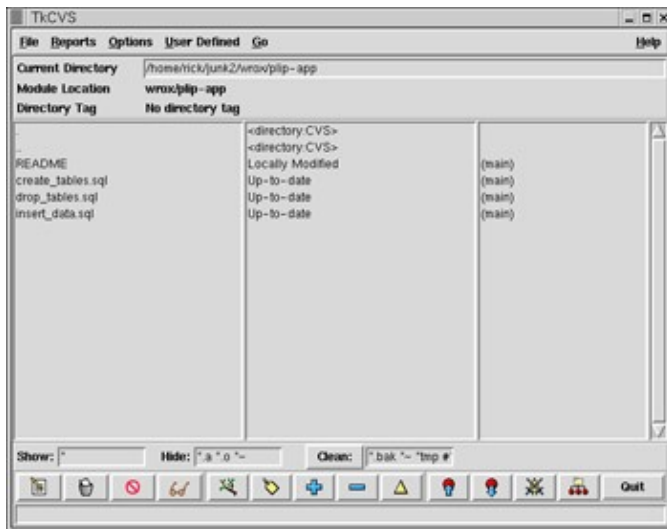 TkCVS
File Reports Options User Defined Go Help
Current Directory /home/rick/junk2/wrox/plip-app
Module Location wrox/plip-app
Directory Tag No directory tag
. <directory:CVS>
.. <directory:CVS>
README Locally Modified (main)
create_tables.sql Up-to-date (main)
drop_tables.sql Up-to-date (main)
insert_data.sql Up-to-date (main)
Show: * Hide: *.a *.o *~ Clean: *.bak *~ *tmp #
Quit